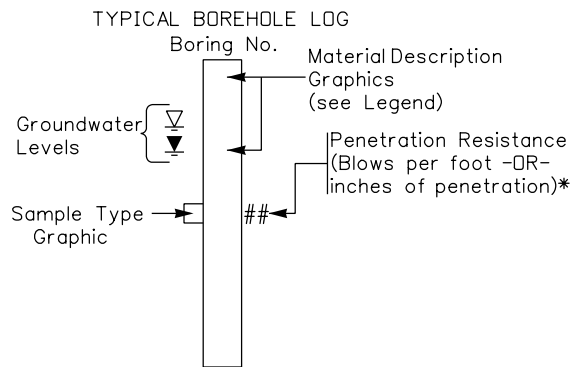 TYPICAL BOREHOLE LOG
Boring No.
Material Description
Graphics
(see Legend)
Groundwater
Levels
Penetration Resistance
(Blows per foot -OR-
inches of penetration)*
Sample Type
Graphic
##